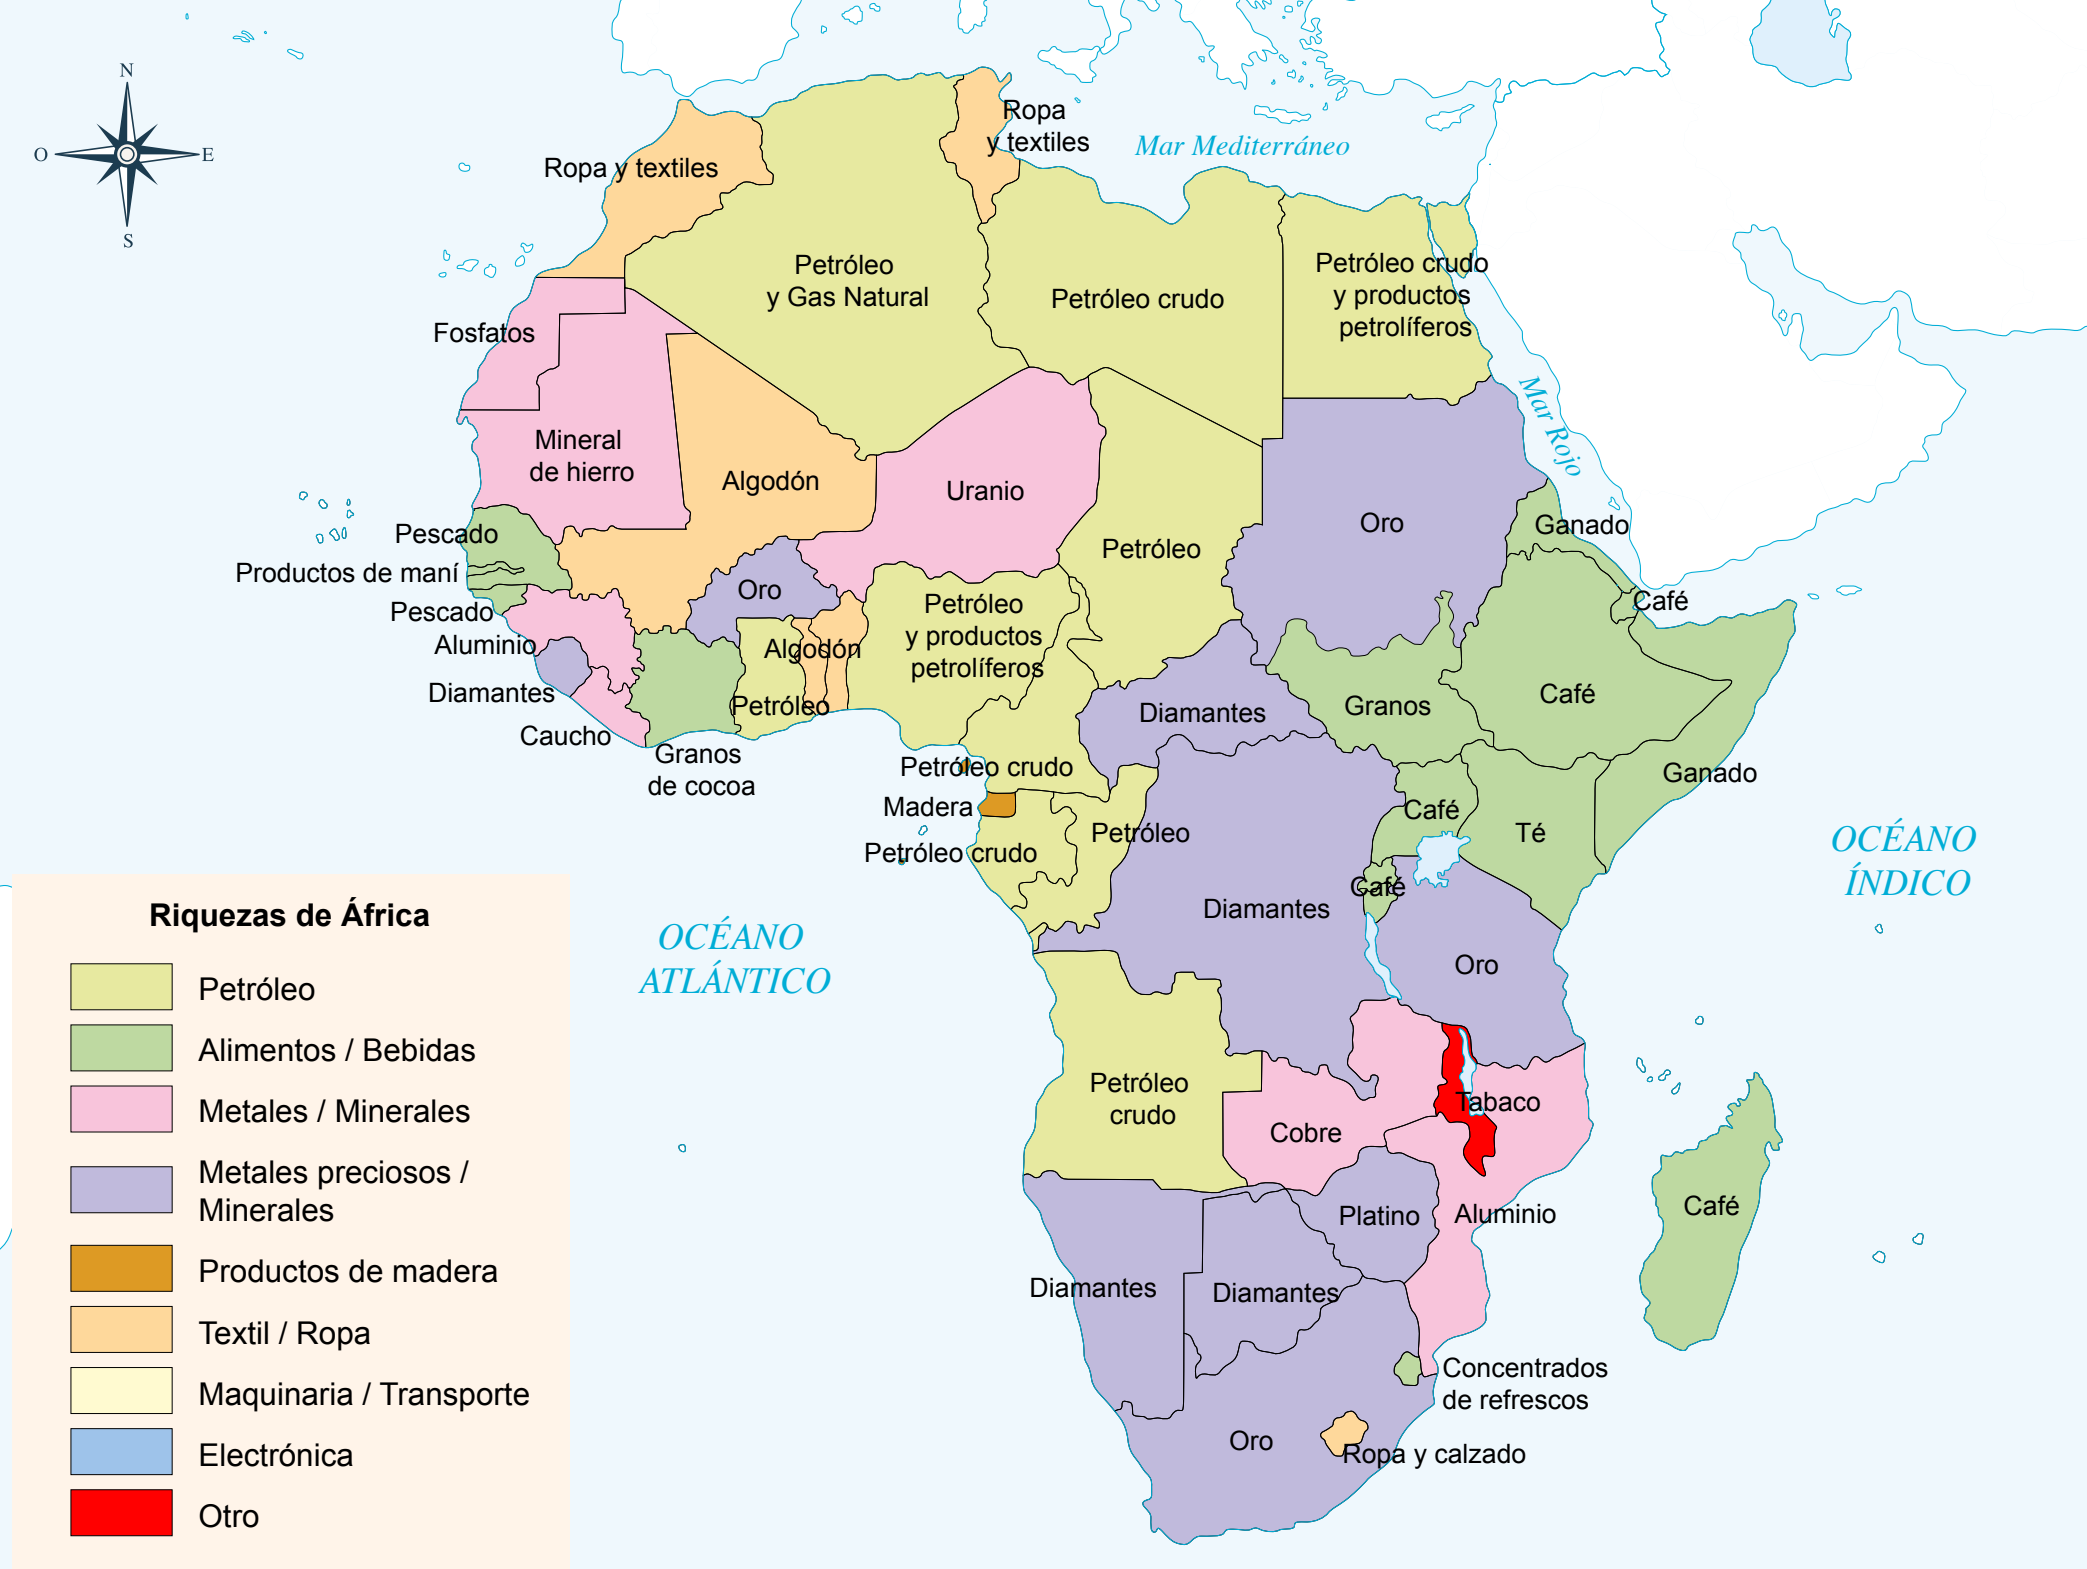 N
O
E
S
Mar Mediterráneo
Mar Rojo
OCÉANO
ÍNDICO
OCÉANO
ATLÁNTICO
Ropa y textiles
Ropa
y textiles
Petróleo
y Gas Natural
Petróleo crudo
Petróleo crudo
y productos
petrolíferos
Fosfatos
Mineral
de hierro
Algodón
Uranio
Petróleo
Oro
Ganado
Pescado
Productos de maní
Pescado
Aluminio
Diamantes
Caucho
Oro
Granos
de cocoa
Petróleo
Algodón
Petróleo
y productos
petrolíferos
Café
Café
Granos
Diamantes
Ganado
Petróleo crudo
Madera
Petróleo crudo
Petróleo
Diamantes
Café
Té
Café
Oro
Petróleo
crudo
Cobre
Tabaco
Aluminio
Platino
Diamantes
Diamantes
Café
Concentrados
de refrescos
Oro
Ropa y calzado
Riquezas de África
Petróleo
Alimentos / Bebidas
Metales / Minerales
Metales preciosos /
Minerales
Productos de madera
Textil / Ropa
Maquinaria / Transporte
Electrónica
Otro